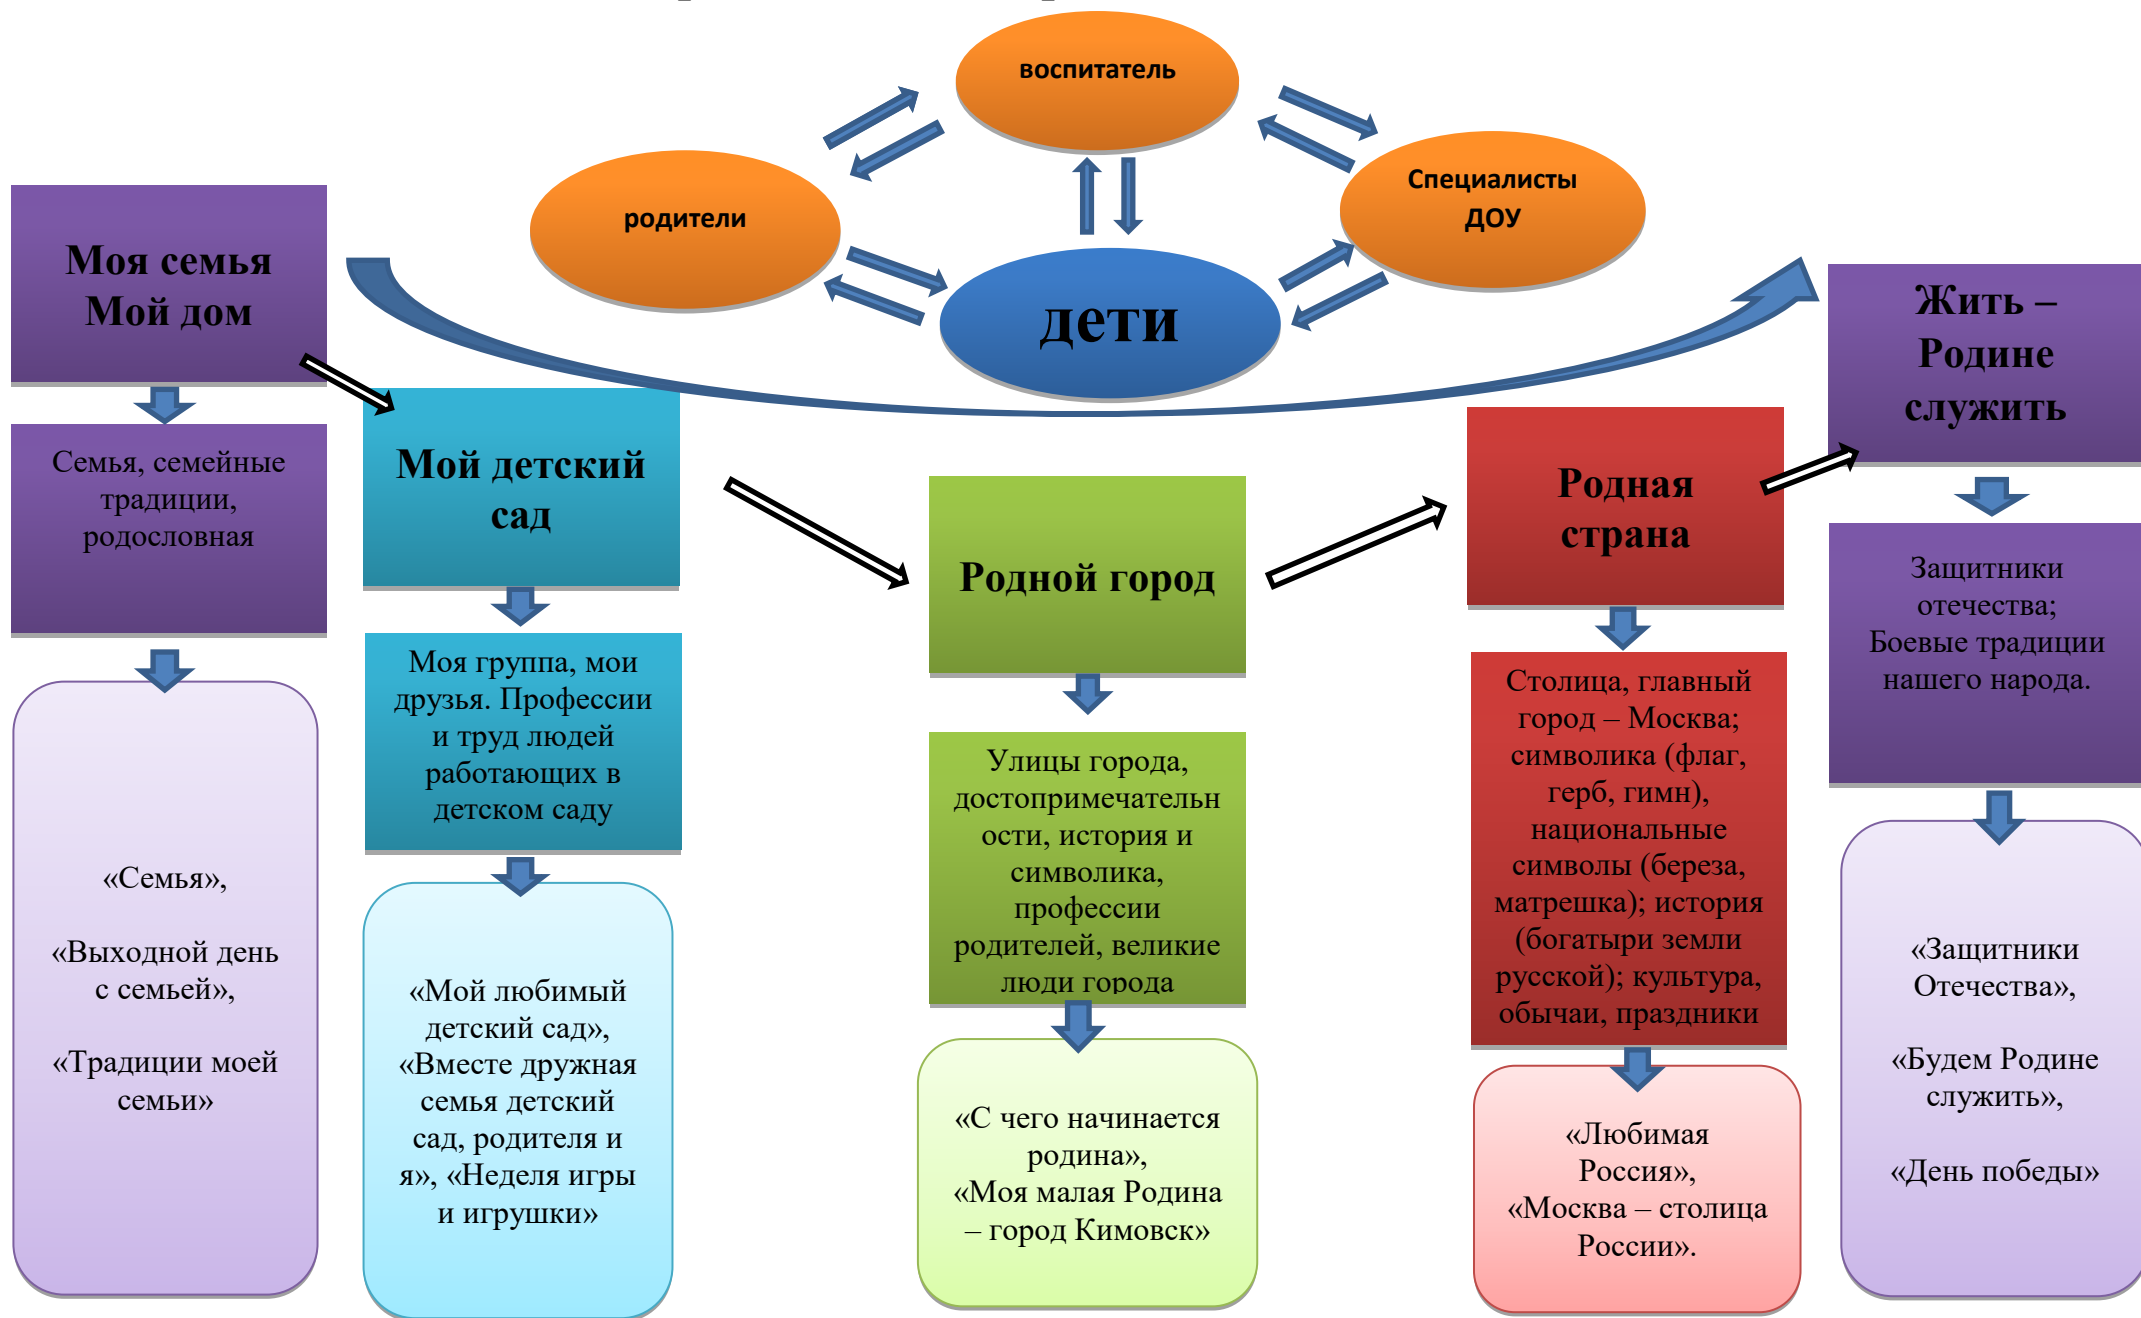 воспитатель
родители
Специалисты
ДОУ
дети
Моя семья
Мой дом
Семья, семейные
традиции,
родословная
«Семья»,
«Выходной день
с семьей»,
«Традиции моей
семьи»
Мой детский
сад
Моя группа, мои
друзья. Профессии
и труд людей
работающих в
детском саду
«Мой любимый
детский сад»,
«Вместе дружная
семья детский
сад, родителя и
я», «Неделя игры
и игрушки»
Родной город
Улицы города,
достопримечательн
ости, история и
символика,
профессии
родителей, великие
люди города
«С чего начинается
родина»,
«Моя малая Родина
– город Кимовск»
Родная
страна
Столица, главный
город – Москва;
символика (флаг,
герб, гимн),
национальные
символы (береза,
матрешка); история
(богатыри земли
русской); культура,
обычаи, праздники
«Любимая
Россия»,
«Москва – столица
России».
Жить –
Родине
служить
Защитники
отечества;
Боевые традиции
нашего народа.
«Защитники
Отечества»,
«Будем Родине
служить»,
«День победы»